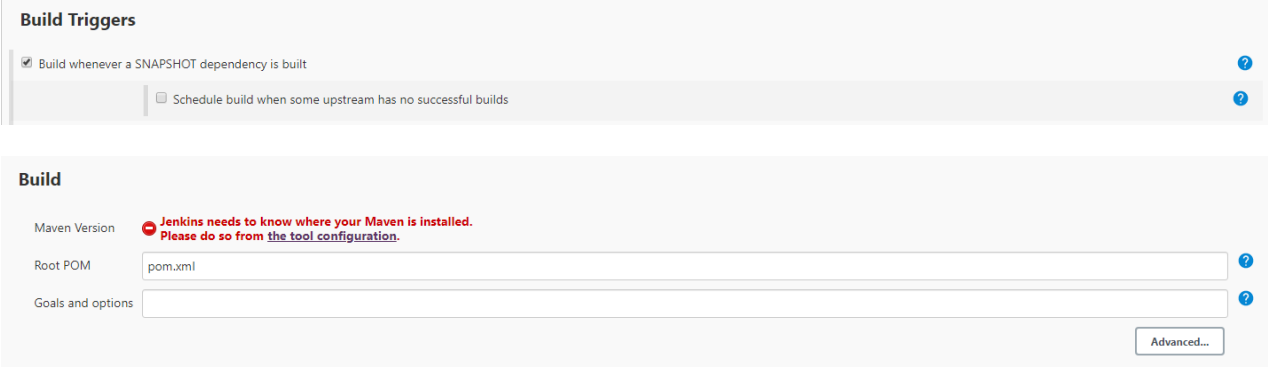 Build Triggers
Build whenever a SNAPSHOT dependency is built
?
Schedule build when some upstream has no successful builds
?
Build
Maven Version
Jenkins needs to know where your Maven is installed.
Please do so from the tool configuration.
Root POM
pom.xml
?
Goals and options
?
Advanced...